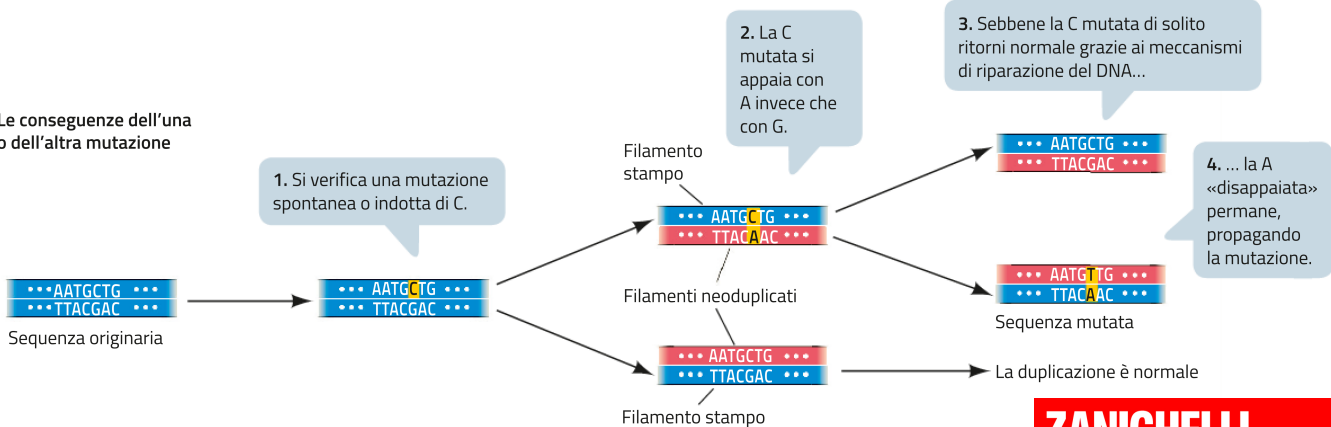 Le conseguenze dell'una
o dell'altra mutazione
1. Si verifica una mutazione
spontanea o indotta di C.
2. La C
mutata si
appaia con
A invece che
con G.
3. Sebbene la C mutata di solito
ritorni normale grazie ai meccanismi
di riparazione del DNA...
4. ... la A
«disappaiata»
permane,
propagando
la mutazione.
•••AATGCTG •••
•••TTACGAC •••
Sequenza originaria
••• AATGCTG •••
••• TTACGAC •••
Filamento
stampo
••• AATGCTG •••
••• TTACAAC •••
Filamenti neoduplicati
••• AATGCTG •••
••• TTACGAC •••
Filamento stampo
••• AATGCTG •••
••• TTACGAC •••
••• AATGTTG •••
••• TTACAAC •••
Sequenza mutata
La duplicazione è normale
ZANICHELLI